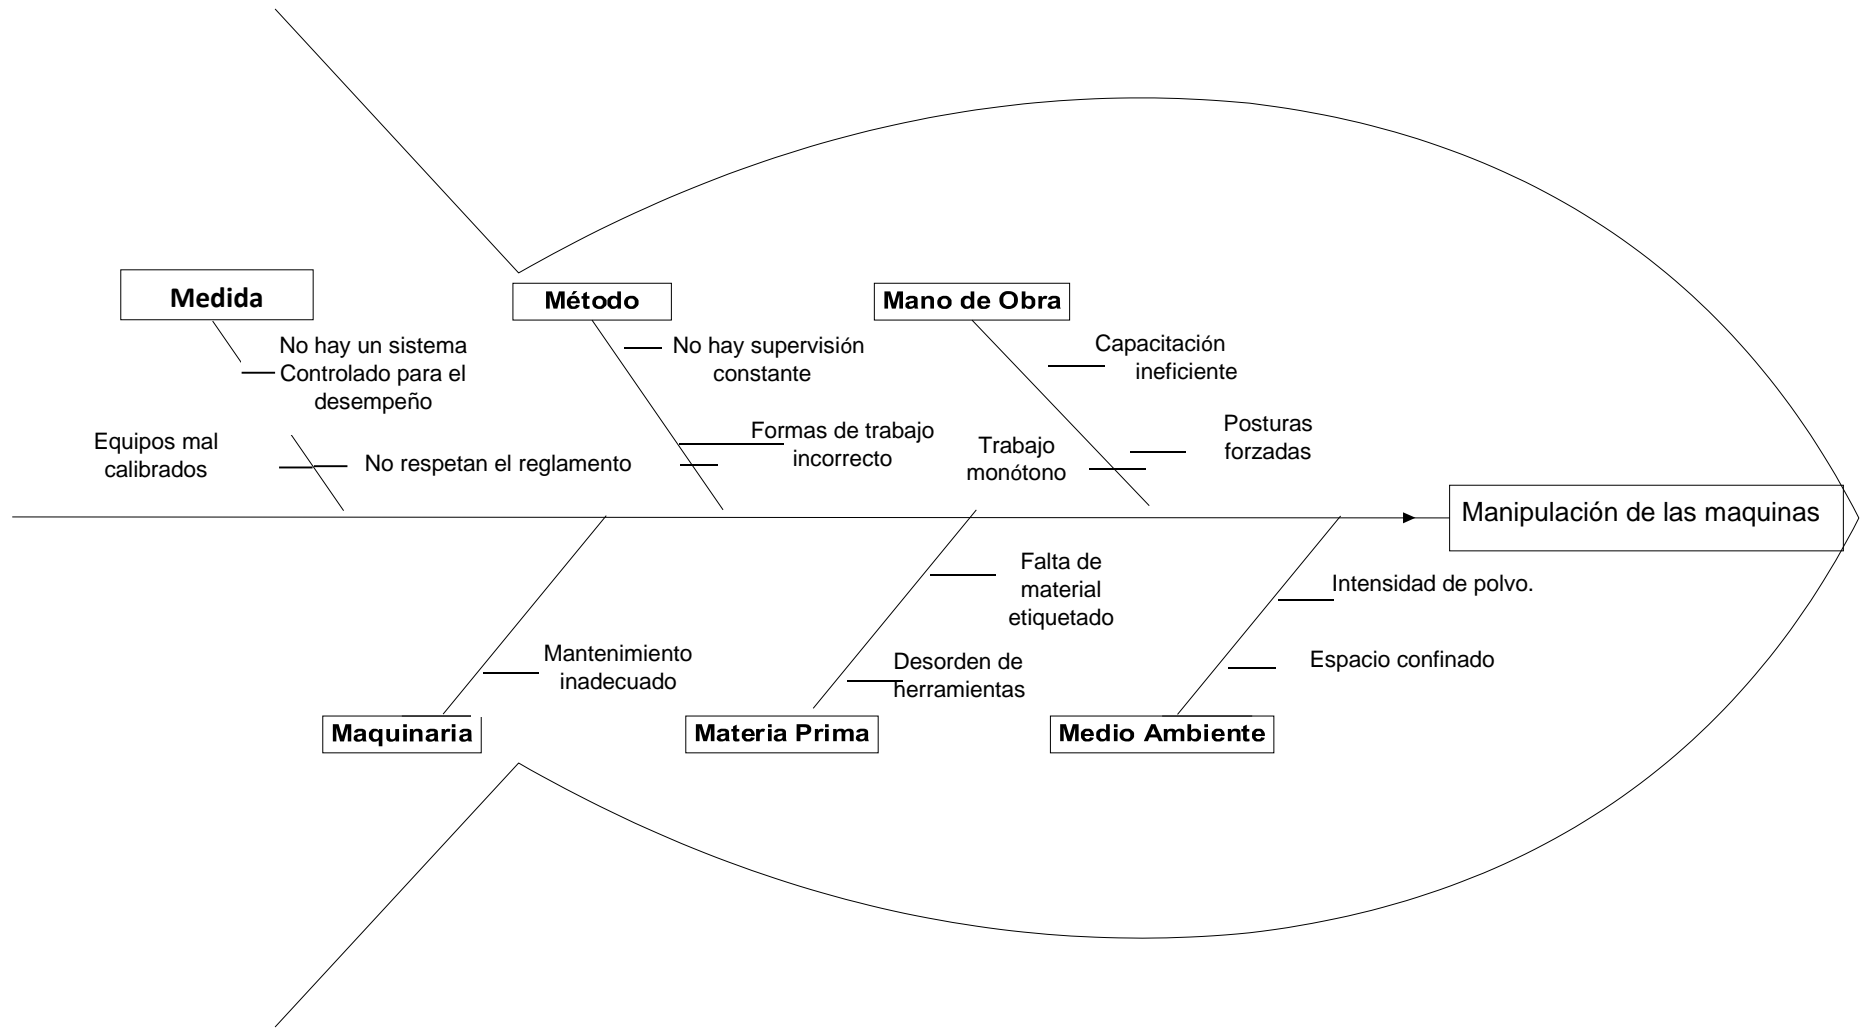 Medida
Método
Mano de Obra
No hay un sistema
Controlado para el
desempeño
Equipos mal
calibrados
No respetan el reglamento
No hay supervisión
constante
Formas de trabajo
incorrecto
Capacitación
ineficiente
Trabajo
monótono
Posturas
forzadas
Manipulación de las maquinas
Mantenimiento
inadecuado
Falta de
material
etiquetado
Desorden de
herramientas
Intensidad de polvo.
Espacio confinado
Maquinaria
Materia Prima
Medio Ambiente